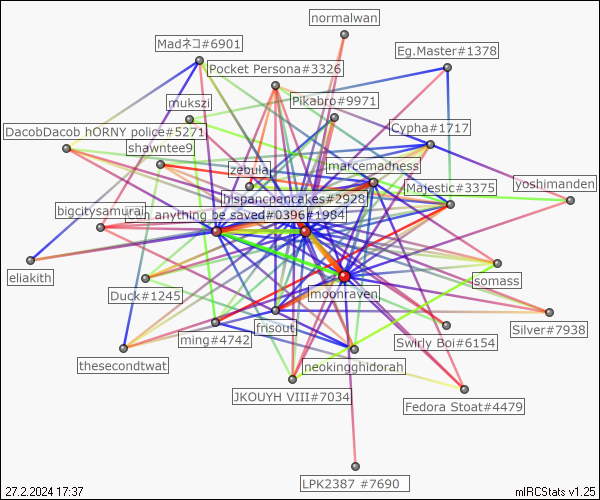 normalwan
Madネコ#6901
Eg.Master#1378
Pocket Persona#3326
Pikabro#9971
mukszi
DacobDacob hORNY police#5271
Cypha#1717
shawntee9
zebula
marcemadness
yoshimanden
Majestic#3375
hispancpancakes#2928
bigcitysamurai
anything be saved#0396#1984
eliakith
somass
moonraven
Duck#1245
frisout
Silver#7938
ming#4742
Swirly Boi#6154
thesecondtwat
neokingghidorah
JKOUYH VIII#7034
Fedora Stoat#4479
LPK2387 #7690
27.2.2024 17:37
mIRCStats v1.25